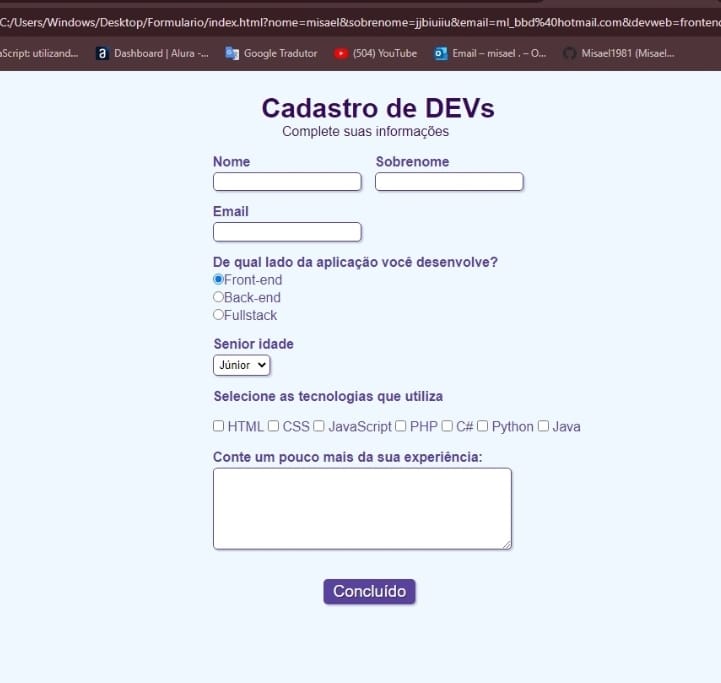 C:/Users/Windows/Desktop/Formulario/index.html?nome=misael&sobrenome=jjbiuiiu&email=ml_bbd%40hotmail.com&devweb=frontend
aScript: utilizand... Dashboard | Alura -... Google Tradutor (504) YouTube Email – misael . – O... Misael1981 (Misael...
Cadastro de DEVs
Complete suas informações
Nome Sobrenome
Email
De qual lado da aplicação você desenvolve?
Front-end
Back-end
Fullstack
Senior idade
Júnior
Selecione as tecnologias que utiliza
HTML CSS JavaScript PHP C# Python Java
Conte um pouco mais da sua experiência:
Concluído